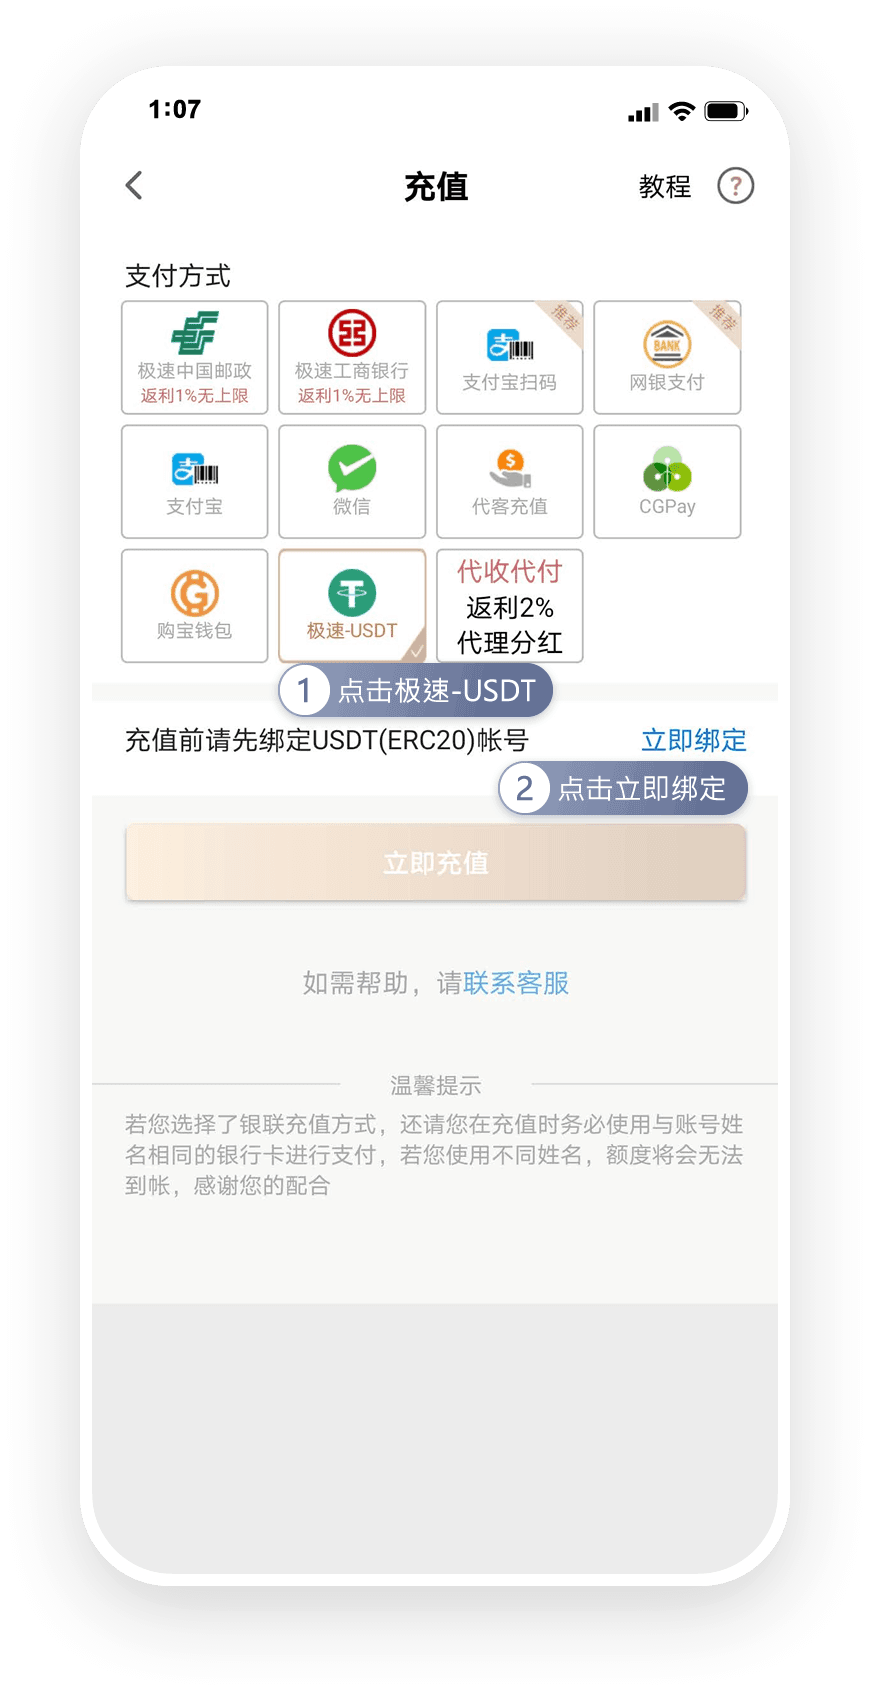 1:07
充值
教程
?
支付方式
极速中国邮政
返利1%无上限
极速工商银行
返利1%无上限
推荐
支付宝扫码
推荐
BANK
网银支付
支付宝
微信
代客充值
CGPay
购宝钱包
极速-USDT
代收代付
返利2%
代理分红
1 点击极速-USDT
充值前请先绑定USDT(ERC20)帐号
立即绑定
2 点击立即绑定
立即充值
如需帮助，请联系客服
温馨提示
若您选择了银联充值方式，还请您在充值时务必使用与账号姓
名相同的银行卡进行支付，若您使用不同姓名，额度将会无法
到帐，感谢您的配合